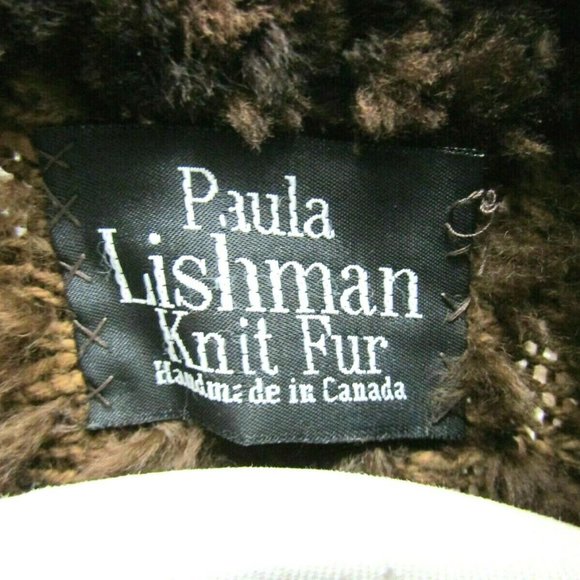 Paula
Lishman
Knit Fur
Handmade in Canada